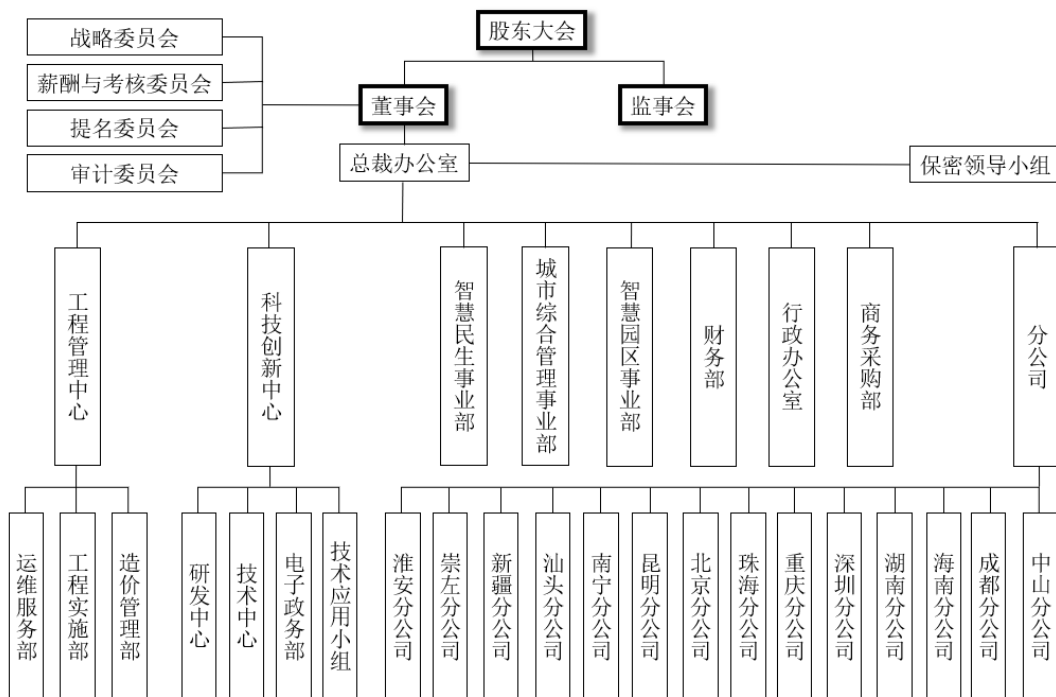 股东大会
战略委员会
薪酬与考核委员会
提名委员会
审计委员会
董事会
监事会
总裁办公室
保密领导小组
工程管理中心
科技创新中心
智慧民生事业部
城市综合管理事业部
智慧园区事业部
财务部
行政办公室
商务采购部
分公司
运维服务部
工程实施部
造价管理部
研发中心
技术中心
电子政务部
技术应用小组
淮安分公司
崇左分公司
新疆分公司
汕头分公司
南宁分公司
昆明分公司
北京分公司
珠海分公司
重庆分公司
深圳分公司
湖南分公司
海南分公司
成都分公司
中山分公司